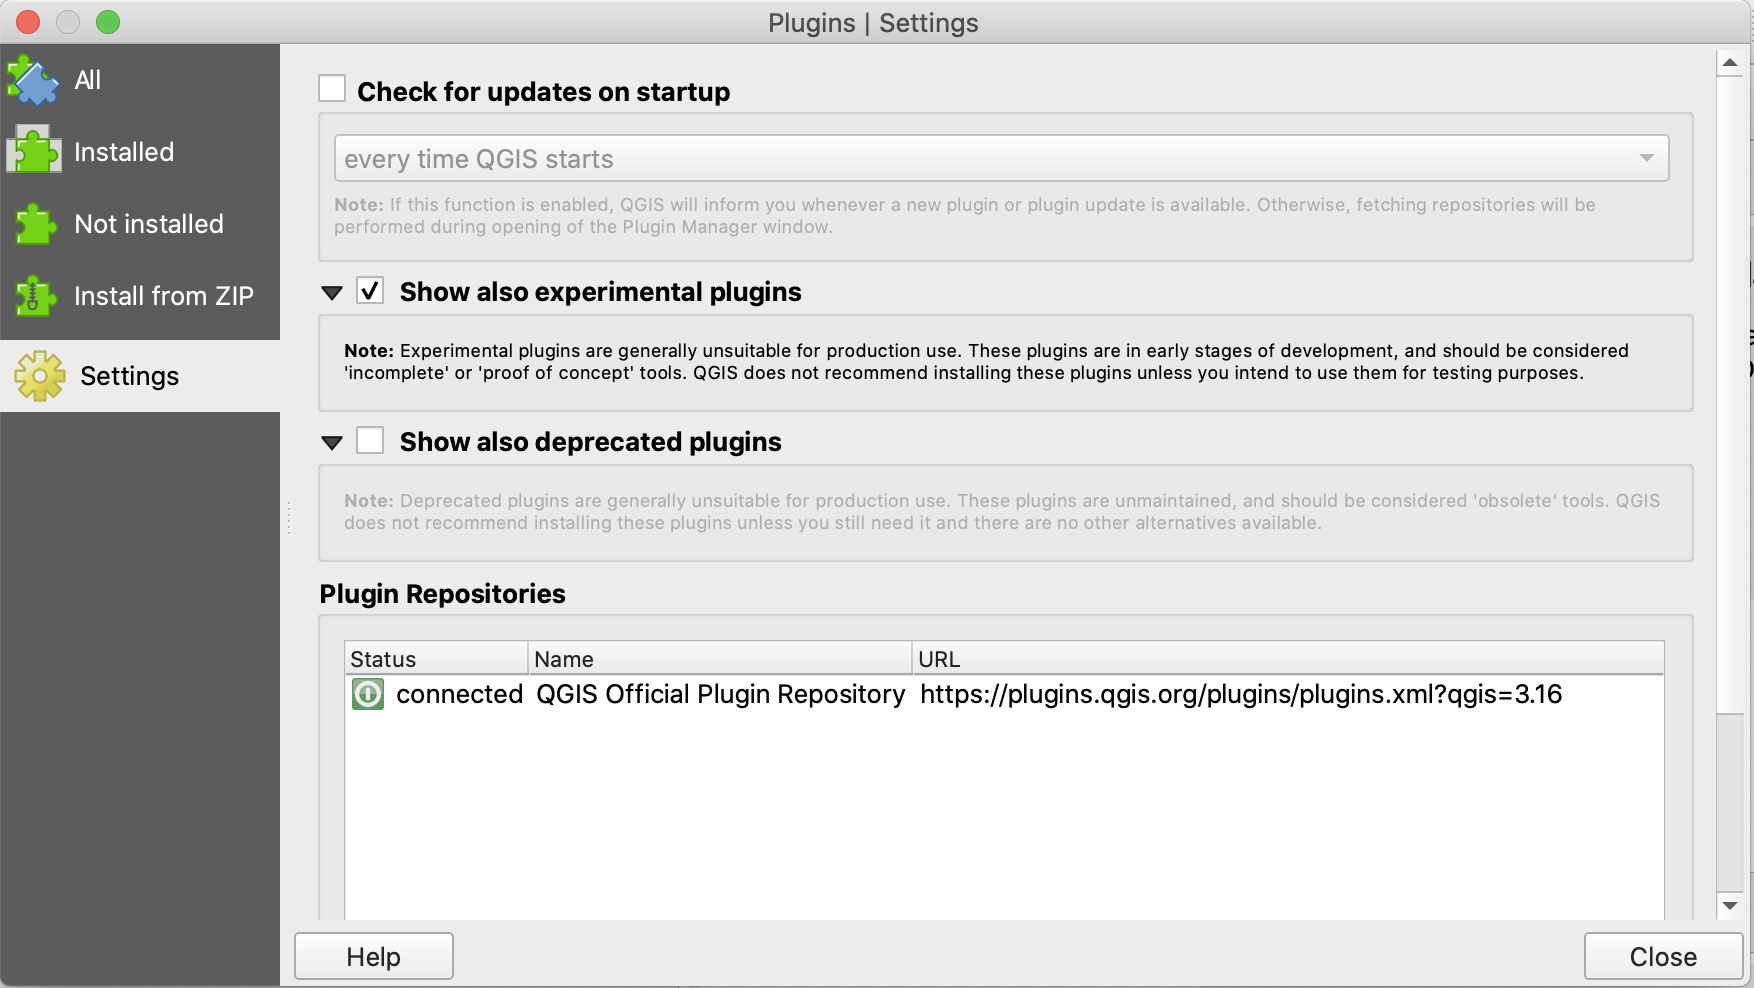 Plugins | Settings
All
Installed
Not installed
Install from ZIP
Settings
Check for updates on startup
every time QGIS starts
Note: If this function is enabled, QGIS will inform you whenever a new plugin or plugin update is available. Otherwise, fetching repositories will be
performed during opening of the Plugin Manager window.
Show also experimental plugins
Note: Experimental plugins are generally unsuitable for production use. These plugins are in early stages of development, and should be considered
'incomplete' or 'proof of concept' tools. QGIS does not recommend installing these plugins unless you intend to use them for testing purposes.
Show also deprecated plugins
Note: Deprecated plugins are generally unsuitable for production use. These plugins are unmaintained, and should be considered 'obsolete' tools. QGIS
does not recommend installing these plugins unless you still need it and there are no other alternatives available.
Plugin Repositories
Status Name URL
connected QGIS Official Plugin Repository https://plugins.qgis.org/plugins/plugins.xml?qgis=3.16
Help Close